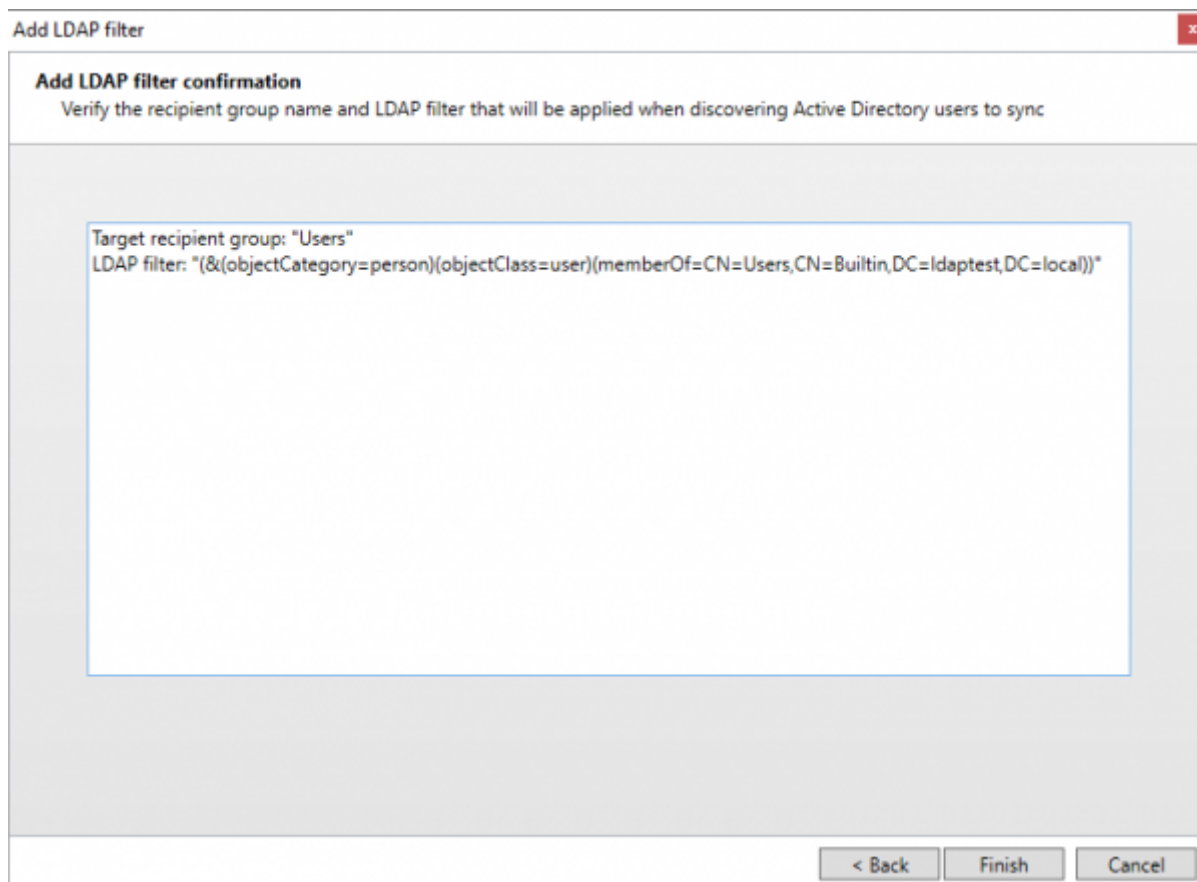 Add LDAP filter
x
Add LDAP filter confirmation
Verify the recipient group name and LDAP filter that will be applied when discovering Active Directory users to sync
Target recipient group: "Users"
LDAP filter: "(&(objectCategory=person)(objectClass=user)(memberOf=CN=Users,CN=Builtin,DC=ldaptest,DC=local))"
< Back
Finish
Cancel